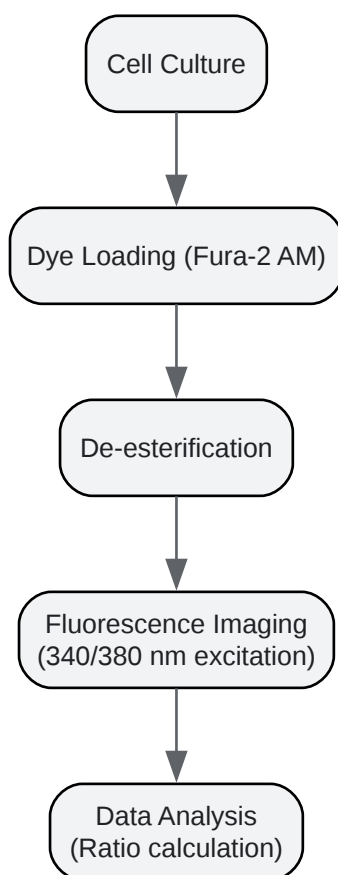 Cell Culture
Dye Loading (Fura-2 AM)
De-esterification
Fluorescence Imaging
(340/380 nm excitation)
Data Analysis
(Ratio calculation)